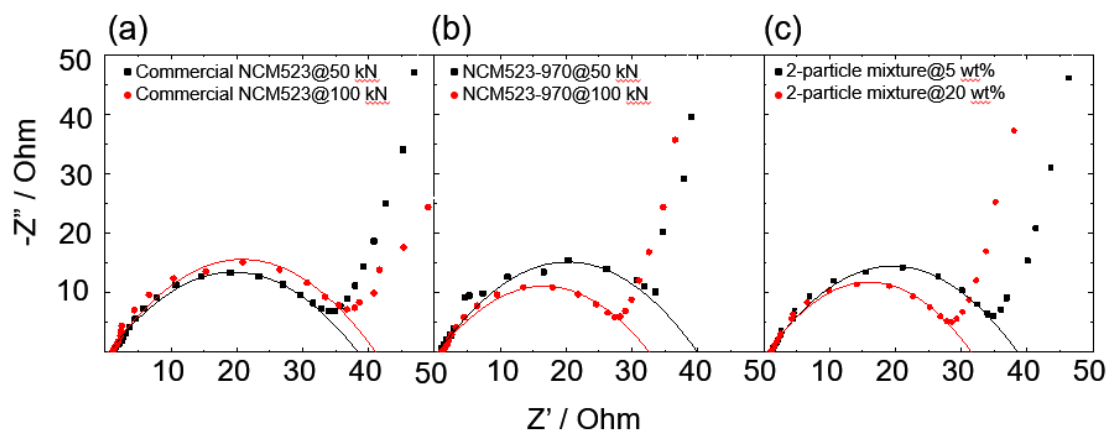 (a) (b) (c)
50
40
30
20
10
-Z” / Ohm
Commercial NCM523@50 kN
Commercial NCM523@100 kN
NCM523-970@50 kN
NCM523-970@100 kN
2-particle mixture@5 wt%
2-particle mixture@20 wt%
10 20 30 40 50 10 20 30 40 50 10 20 30 40 50
Z’ / Ohm